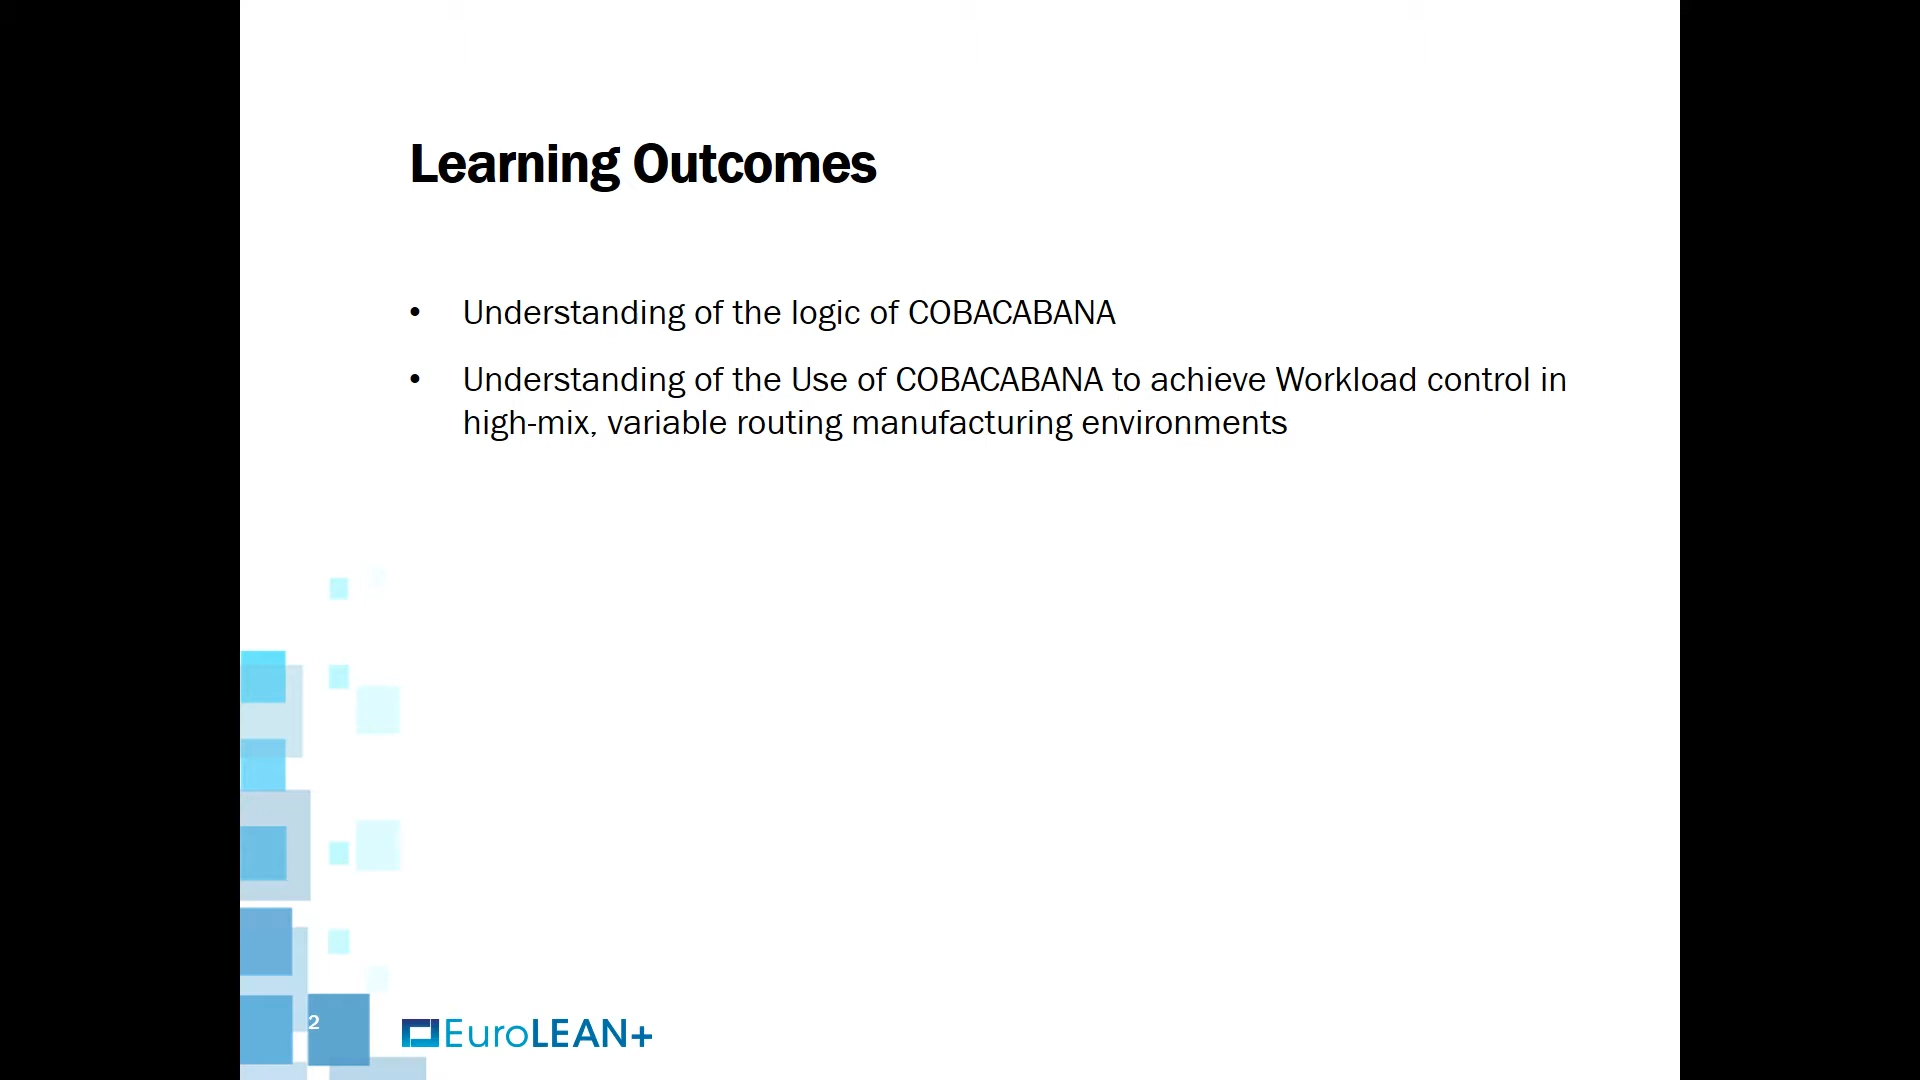 Learning Outcomes
• Understanding of the logic of COBACABANA
• Understanding of the Use of COBACABANA to achieve Workload control in
high-mix, variable routing manufacturing environments
2
EuroLEAN+